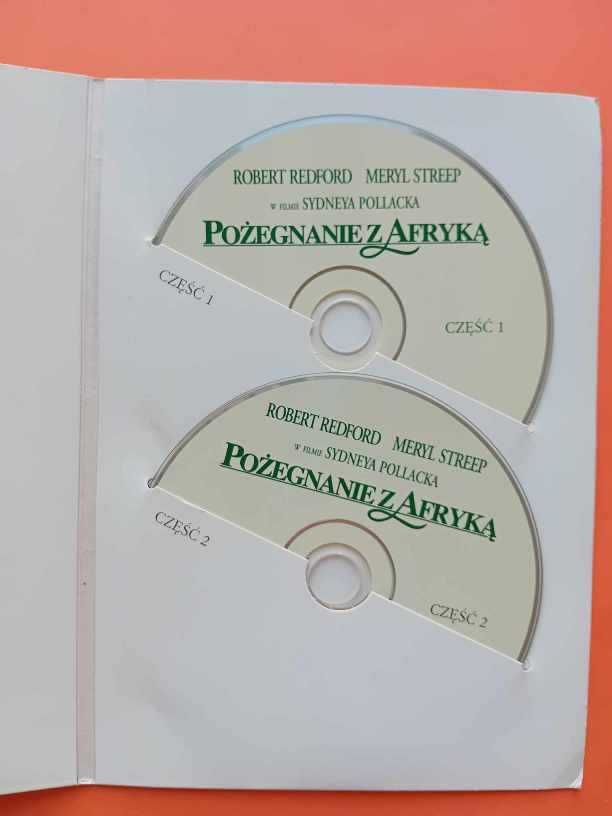 ROBERT REDFORD MERYL STREEP
W FILMIE SYDNEYA POLLACKA
POŻEGNANIE Z AFRYKĄ
CZĘŚĆ 1
CZĘŚĆ 1
ROBERT REDFORD MERYL STREEP
W FILMIE SYDNEYA POLLACKA
POŻEGNANIE Z AFRYKĄ
CZĘŚĆ 2
CZĘŚĆ 2